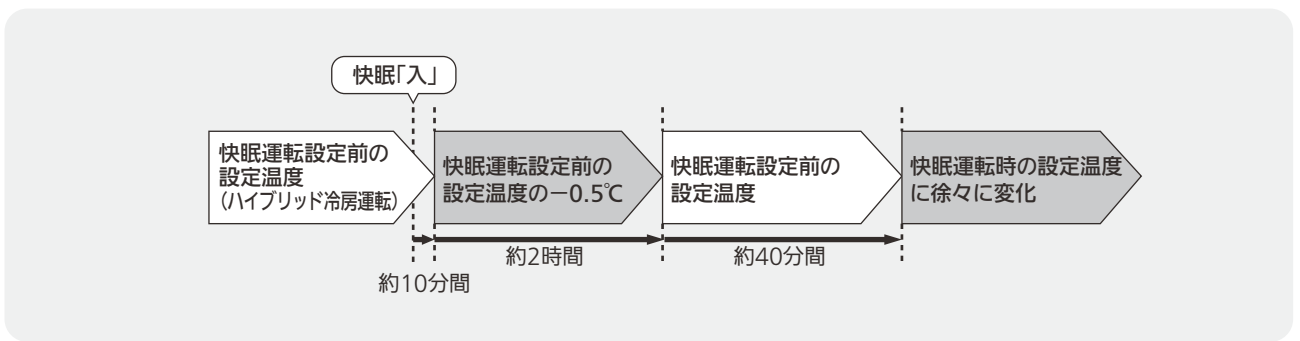 快眠「入」
快眠運転設定前の
設定温度
（ハイブリッド冷房運転）
快眠運転設定前の
設定温度の－0.5℃
快眠運転設定前の
設定温度
快眠運転時の設定温度
に徐々に変化
約2時間
約40分間
約10分間